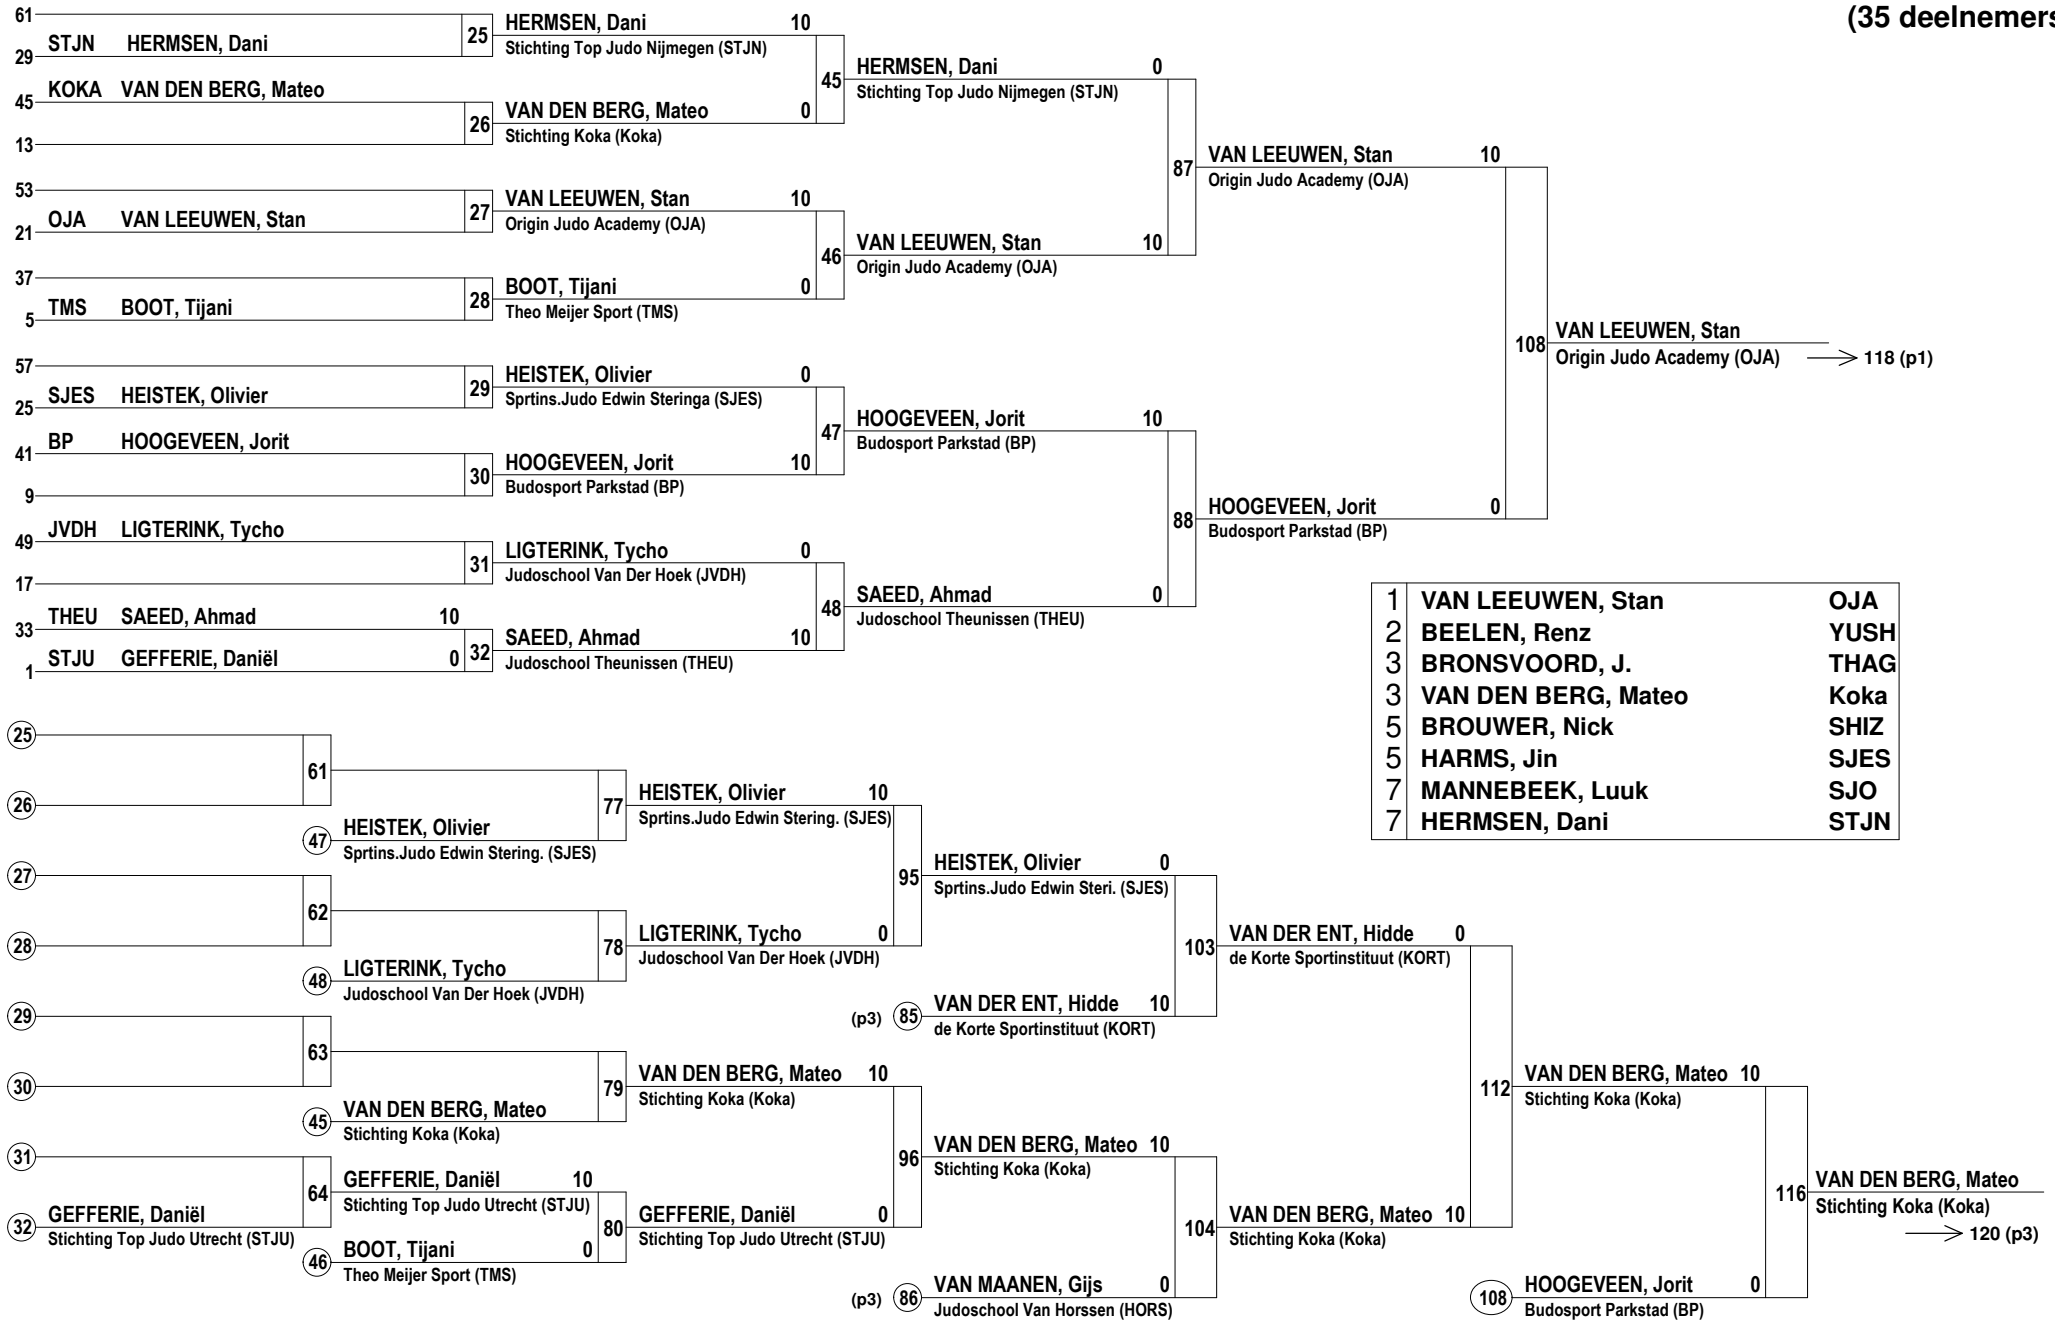 (35 deelnemers
61
STJN HERMSEN, Dani
29
25
HERMSEN, Dani 10
Stichting Top Judo Nijmegen (STJN)
KOKA VAN DEN BERG, Mateo
45
13
26
VAN DEN BERG, Mateo 0
Stichting Koka (Koka)
45
HERMSEN, Dani 0
Stichting Top Judo Nijmegen (STJN)
53
OJA VAN LEEUWEN, Stan
21
27
VAN LEEUWEN, Stan 10
Origin Judo Academy (OJA)
37
TMS BOOT, Tijani
5
28
BOOT, Tijani 0
Theo Meijer Sport (TMS)
46
VAN LEEUWEN, Stan 10
Origin Judo Academy (OJA)
87
VAN LEEUWEN, Stan 10
Origin Judo Academy (OJA)
57
SJES HEISTEK, Olivier
25
29
HEISTEK, Olivier 0
Sprtins.Judo Edwin Steringa (SJES)
BP HOOGEVEEN, Jorit
41
9
30
HOOGEVEEN, Jorit 10
Budosport Parkstad (BP)
47
HOOGEVEEN, Jorit 10
Budosport Parkstad (BP)
JVDH LIGTERINK, Tycho
49
17
31
LIGTERINK, Tycho 0
Judoschool Van Der Hoek (JVDH)
THEU SAEED, Ahmad 10
33
STJU GEFFERIE, Daniël 0
1
32
SAEED, Ahmad 10
Judoschool Theunissen (THEU)
48
SAEED, Ahmad 0
Judoschool Theunissen (THEU)
88
HOOGEVEEN, Jorit 0
Budosport Parkstad (BP)
108
VAN LEEUWEN, Stan
Origin Judo Academy (OJA) 118 (p1)
1 VAN LEEUWEN, Stan OJA
2 BEELEN, Renz YUSH
3 BRONSVOORD, J. THAG
3 VAN DEN BERG, Mateo Koka
5 BROUWER, Nick SHIZ
5 HARMS, Jin SJES
7 MANNEBEEK, Luuk SJO
7 HERMSEN, Dani STJN
25
26
61
47
HEISTEK, Olivier
Sprtins.Judo Edwin Stering. (SJES)
77
HEISTEK, Olivier 10
Sprtins.Judo Edwin Stering. (SJES)
27
28
62
48
LIGTERINK, Tycho
Judoschool Van Der Hoek (JVDH)
78
LIGTERINK, Tycho 0
Judoschool Van Der Hoek (JVDH)
95
HEISTEK, Olivier 0
Sprtins.Judo Edwin Steri. (SJES)
(p3) 85
VAN DER ENT, Hidde 10
de Korte Sportinstituut (KORT)
103
VAN DER ENT, Hidde 0
de Korte Sportinstituut (KORT)
29
30
63
45
VAN DEN BERG, Mateo
Stichting Koka (Koka)
79
VAN DEN BERG, Mateo 10
Stichting Koka (Koka)
31
32
GEFFERIE, Daniël
Stichting Top Judo Utrecht (STJU)
64
GEFFERIE, Daniël 10
Stichting Top Judo Utrecht (STJU)
46
BOOT, Tijani 0
Theo Meijer Sport (TMS)
80
GEFFERIE, Daniël 0
Stichting Top Judo Utrecht (STJU)
96
VAN DEN BERG, Mateo 10
Stichting Koka (Koka)
(p3) 86
VAN MAANEN, Gijs 0
Judoschool Van Horssen (HORS)
104
VAN DEN BERG, Mateo 10
Stichting Koka (Koka)
112
VAN DEN BERG, Mateo 10
Stichting Koka (Koka)
108
HOOGEVEEN, Jorit 0
Budosport Parkstad (BP)
116
VAN DEN BERG, Mateo
Stichting Koka (Koka)
120 (p3)